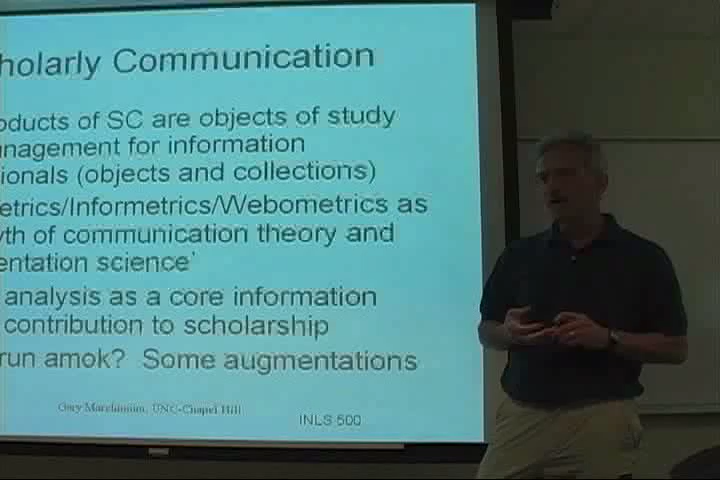 holarly Communication
oducts of SC are objects of study
nagement for information
ionals (objects and collections)
etrics/Informetrics/Webometrics as
th of communication theory and
entation science'
analysis as a core information
contribution to scholarship
run amok? Some augmentations
Gary Marchionini, UNC-Chapel Hill
INLS 500